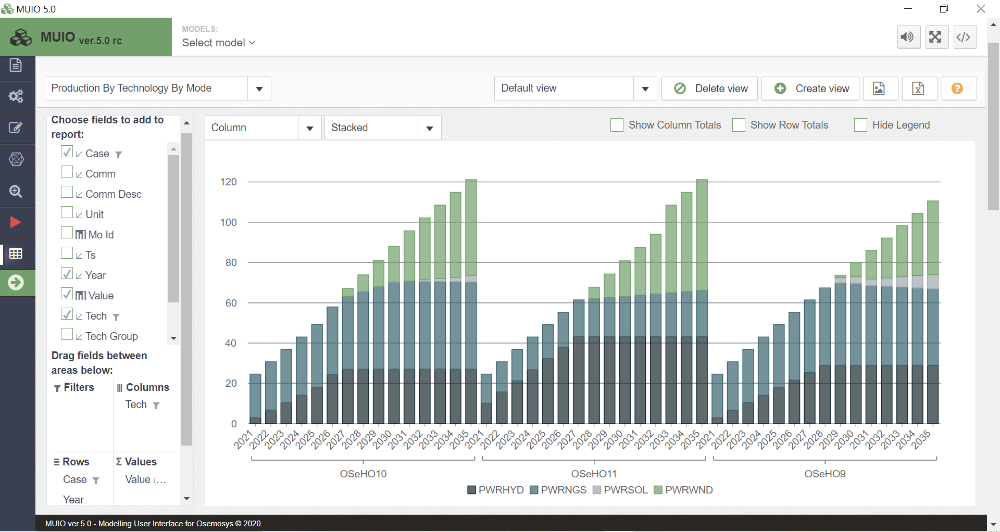 MUIO 5.0
MUIO ver.5.0 rc
MODELS:
Select model
Production By Technology By Mode
Default view
Delete view
Create view
Choose fields to add to
report:
Case
Comm
Comm Desc
Unit
Mo Id
Ts
Year
Value
Tech
Tech Group
Drag fields between
areas below:
Filters
Columns
Tech
Rows
Σ Values
Case
Value (...
Year
Column
Stacked
Show Column Totals
Show Row Totals
Hide Legend
120
100
80
60
40
20
0
2021 2022 2023 2024 2025 2026 2027 2028 2029 2030 2031 2032 2033 2034 2035 2021 2022 2023 2024 2025 2026 2027 2028 2029 2030 2031 2032 2033 2034 2035 2021 2022 2023 2024 2025 2026 2027 2028 2029 2030 2031 2032 2033 2034 2035
OSeHO10 OSeHO11 OSeHO9
PWRHYD PWRNGS PWRSOL PWRWND
MUIO ver.5.0 - Modelling User Interface for Osemosys © 2020